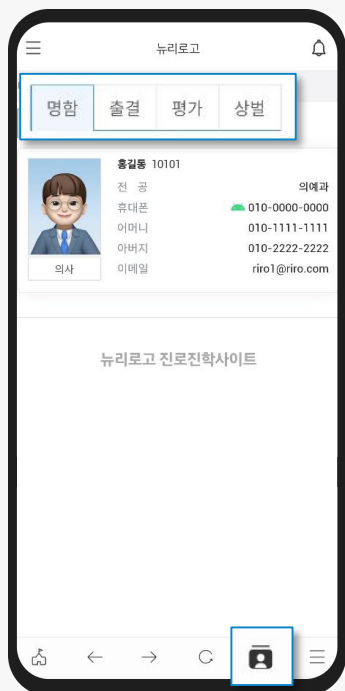 뉴리로고
명함 출결 평가 상벌
홍길동 10101
전 공 의예과
휴대폰 010-0000-0000
어머니 010-1111-1111
아버지 010-2222-2222
이메일 riro1@riro.com
의사
뉴리로고 진로진학사이트